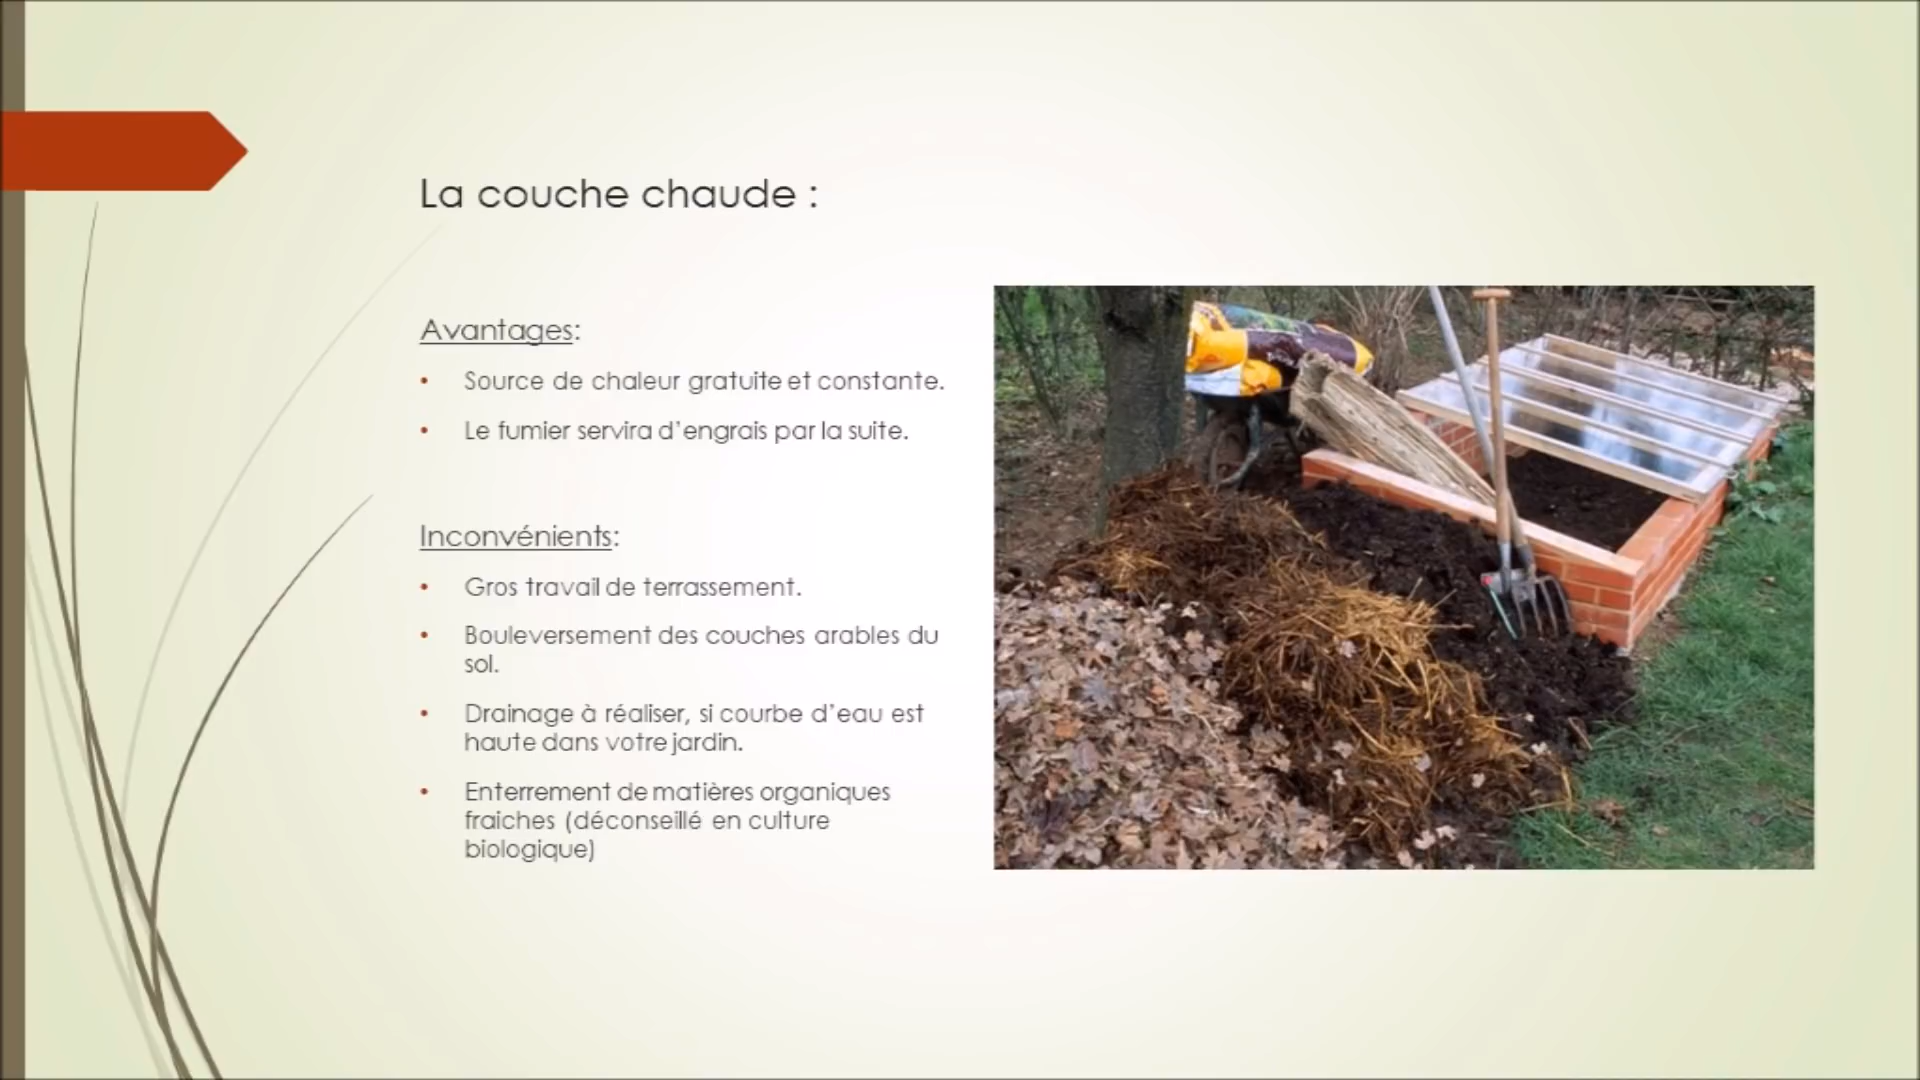 La couche chaude :
Avantages:
• Source de chaleur gratuite et constante.
• Le fumier servira d'engrais par la suite.
Inconvénients:
• Gros travail de terrassement.
• Bouleversement des couches arables du
sol.
• Drainage à réaliser, si courbe d'eau est
haute dans votre jardin.
• Enterrement de matières organiques
fraiches (déconseillé en culture
biologique)